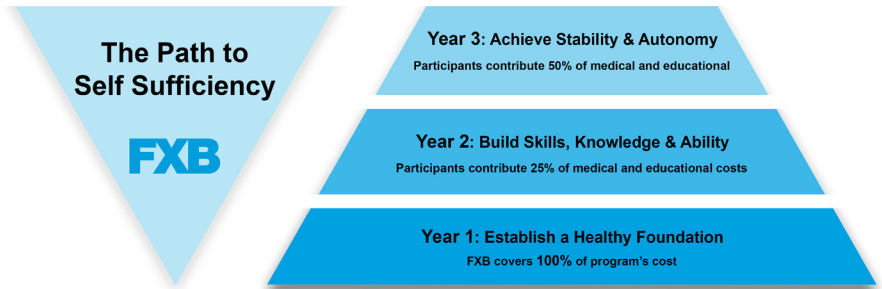 The Path to
Self Sufficiency
FXB
Year 3: Achieve Stability & Autonomy
Participants contribute 50% of medical and educational
Year 2: Build Skills, Knowledge & Ability
Participants contribute 25% of medical and educational costs
Year 1: Establish a Healthy Foundation
FXB covers 100% of program's cost